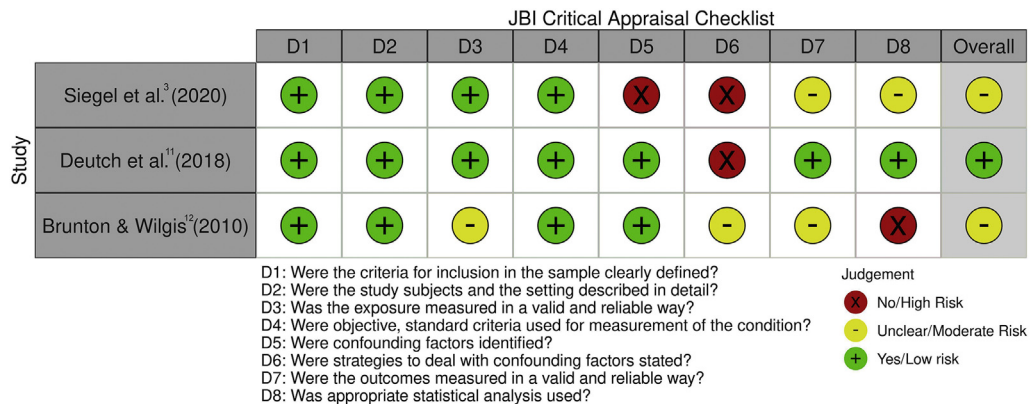 JBI Critical Appraisal Checklist
D1 D2 D3 D4 D5 D6 D7 D8 Overall
Study
Siegel et al.³ (2020) + + + + X X - - -
Deutch et al.¹¹ (2018) + + + + + X + + +
Brunton & Wilgis¹² (2010) + + - + + - - X -
D1: Were the criteria for inclusion in the sample clearly defined?
D2: Were the study subjects and the setting described in detail?
D3: Was the exposure measured in a valid and reliable way?
D4: Were objective, standard criteria used for measurement of the condition?
D5: Were confounding factors identified?
D6: Were strategies to deal with confounding factors stated?
D7: Were the outcomes measured in a valid and reliable way?
D8: Was appropriate statistical analysis used?
Judgement
X No/High Risk
- Unclear/Moderate Risk
+ Yes/Low risk